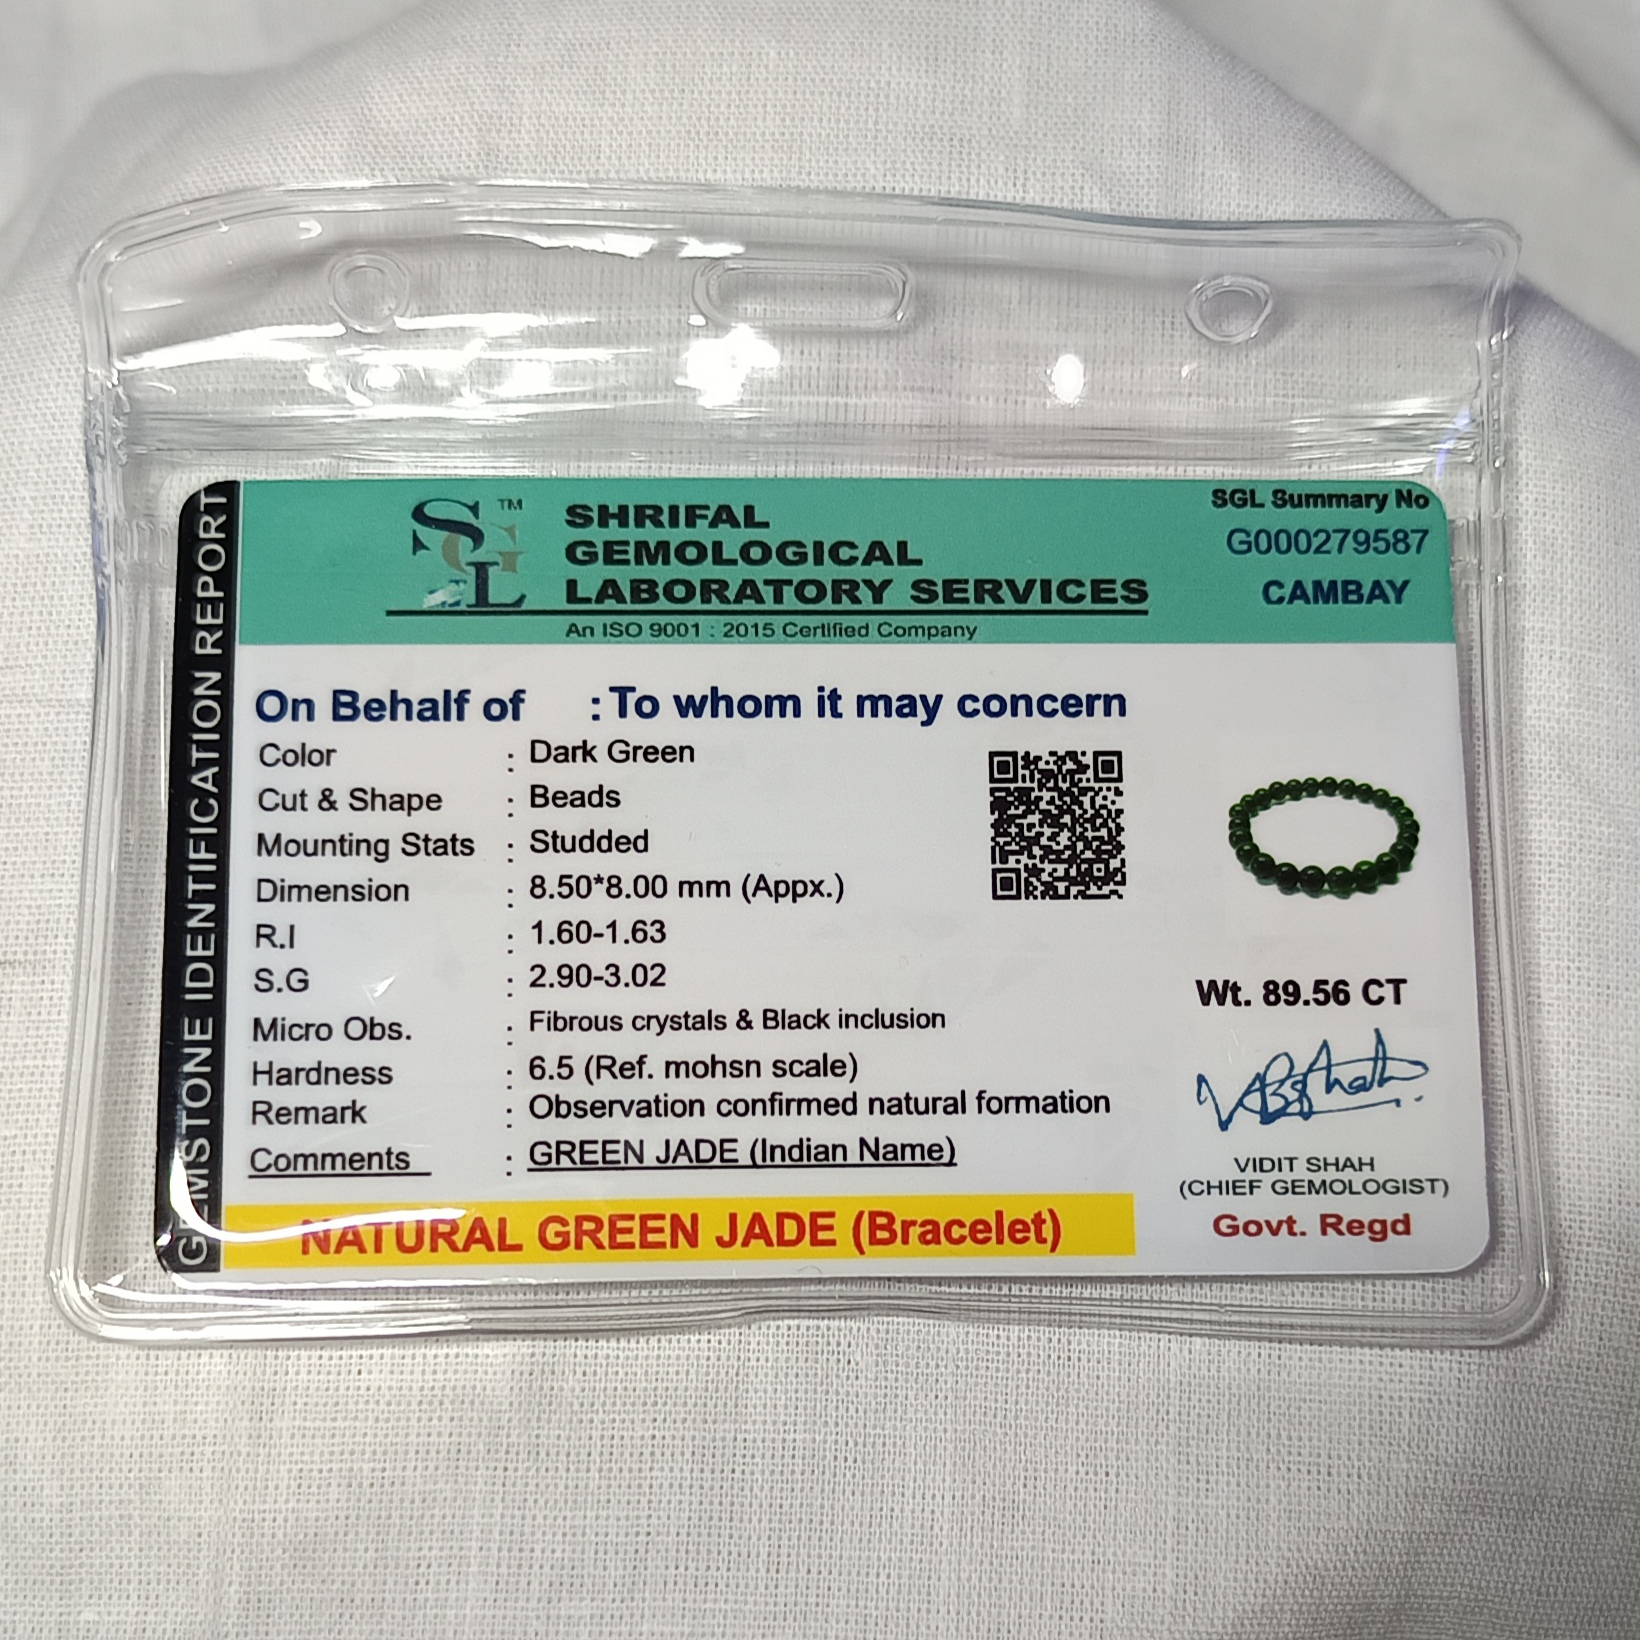 GEMSTONE IDENTIFICATION REPORT
SGL ™
SHRIFAL
GEMOLOGICAL
LABORATORY SERVICES
An ISO 9001 : 2015 Certified Company
SGL Summary No
G000279587
CAMBAY
On Behalf of : To whom it may concern
Color : Dark Green
Cut & Shape : Beads
Mounting Stats : Studded
Dimension : 8.50*8.00 mm (Appx.)
R.I : 1.60-1.63
S.G : 2.90-3.02
Micro Obs. : Fibrous crystals & Black inclusion
Hardness : 6.5 (Ref. mohsn scale)
Remark : Observation confirmed natural formation
Comments : GREEN JADE (Indian Name)
NATURAL GREEN JADE (Bracelet)
Wt. 89.56 CT
VIDIT SHAH
(CHIEF GEMOLOGIST)
Govt. Regd